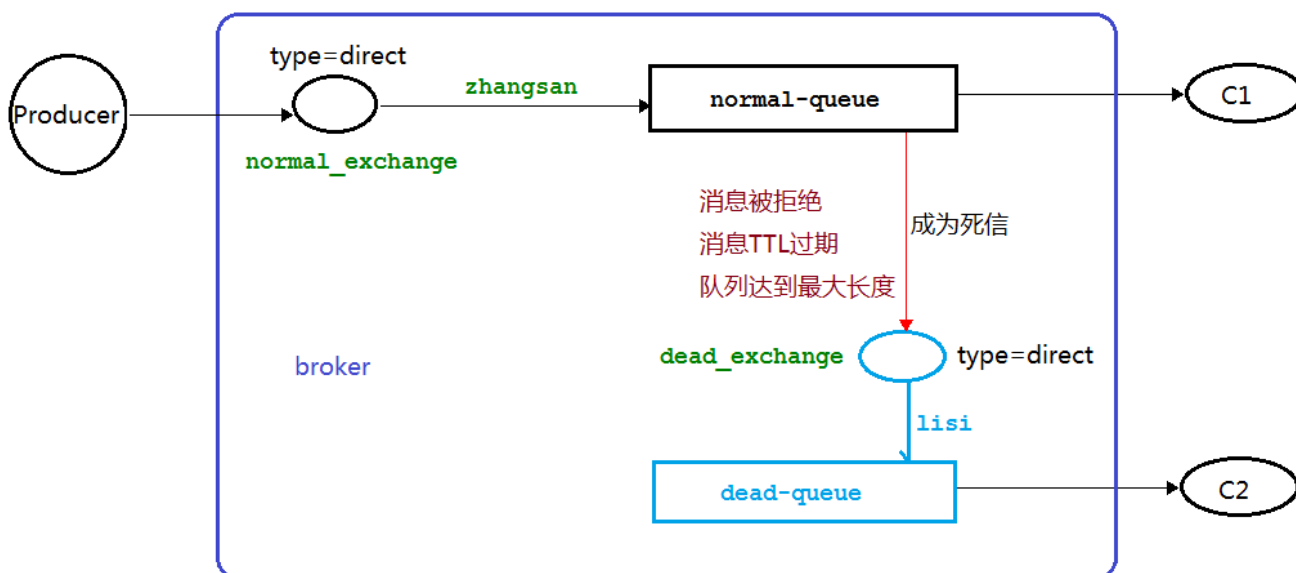 type=direct
Producer
zhangsan
normal-queue
C1
normal_exchange
消息被拒绝
消息TTL过期
队列达到最大长度
成为死信
broker
dead_exchange
type=direct
lisi
dead-queue
C2